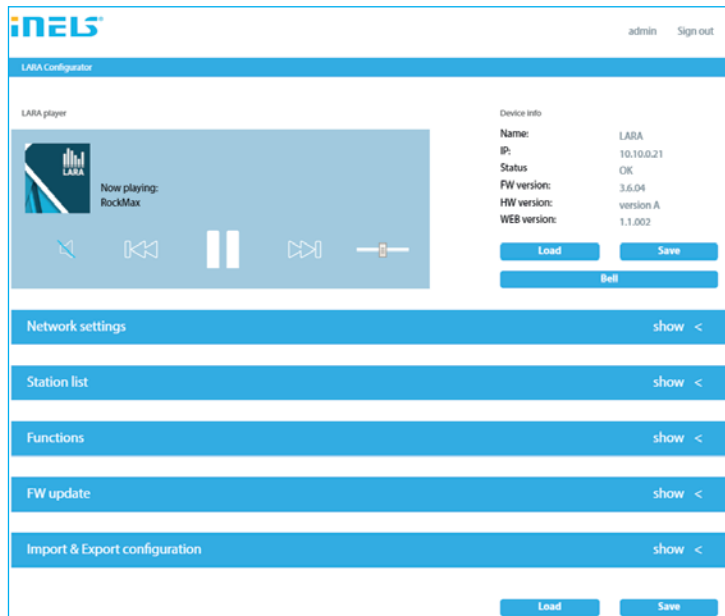 iNELS
admin Sign out
LARA Configurator
LARA player
LARA
Now playing:
RockMax
Device info
Name: LARA
IP: 10.10.0.21
Status OK
FW version: 3.6.04
HW version: version A
WEB version: 1.1.002
Load Save
Bell
Network settings show <
Station list show <
Functions show <
FW update show <
Import & Export configuration show <
Load Save